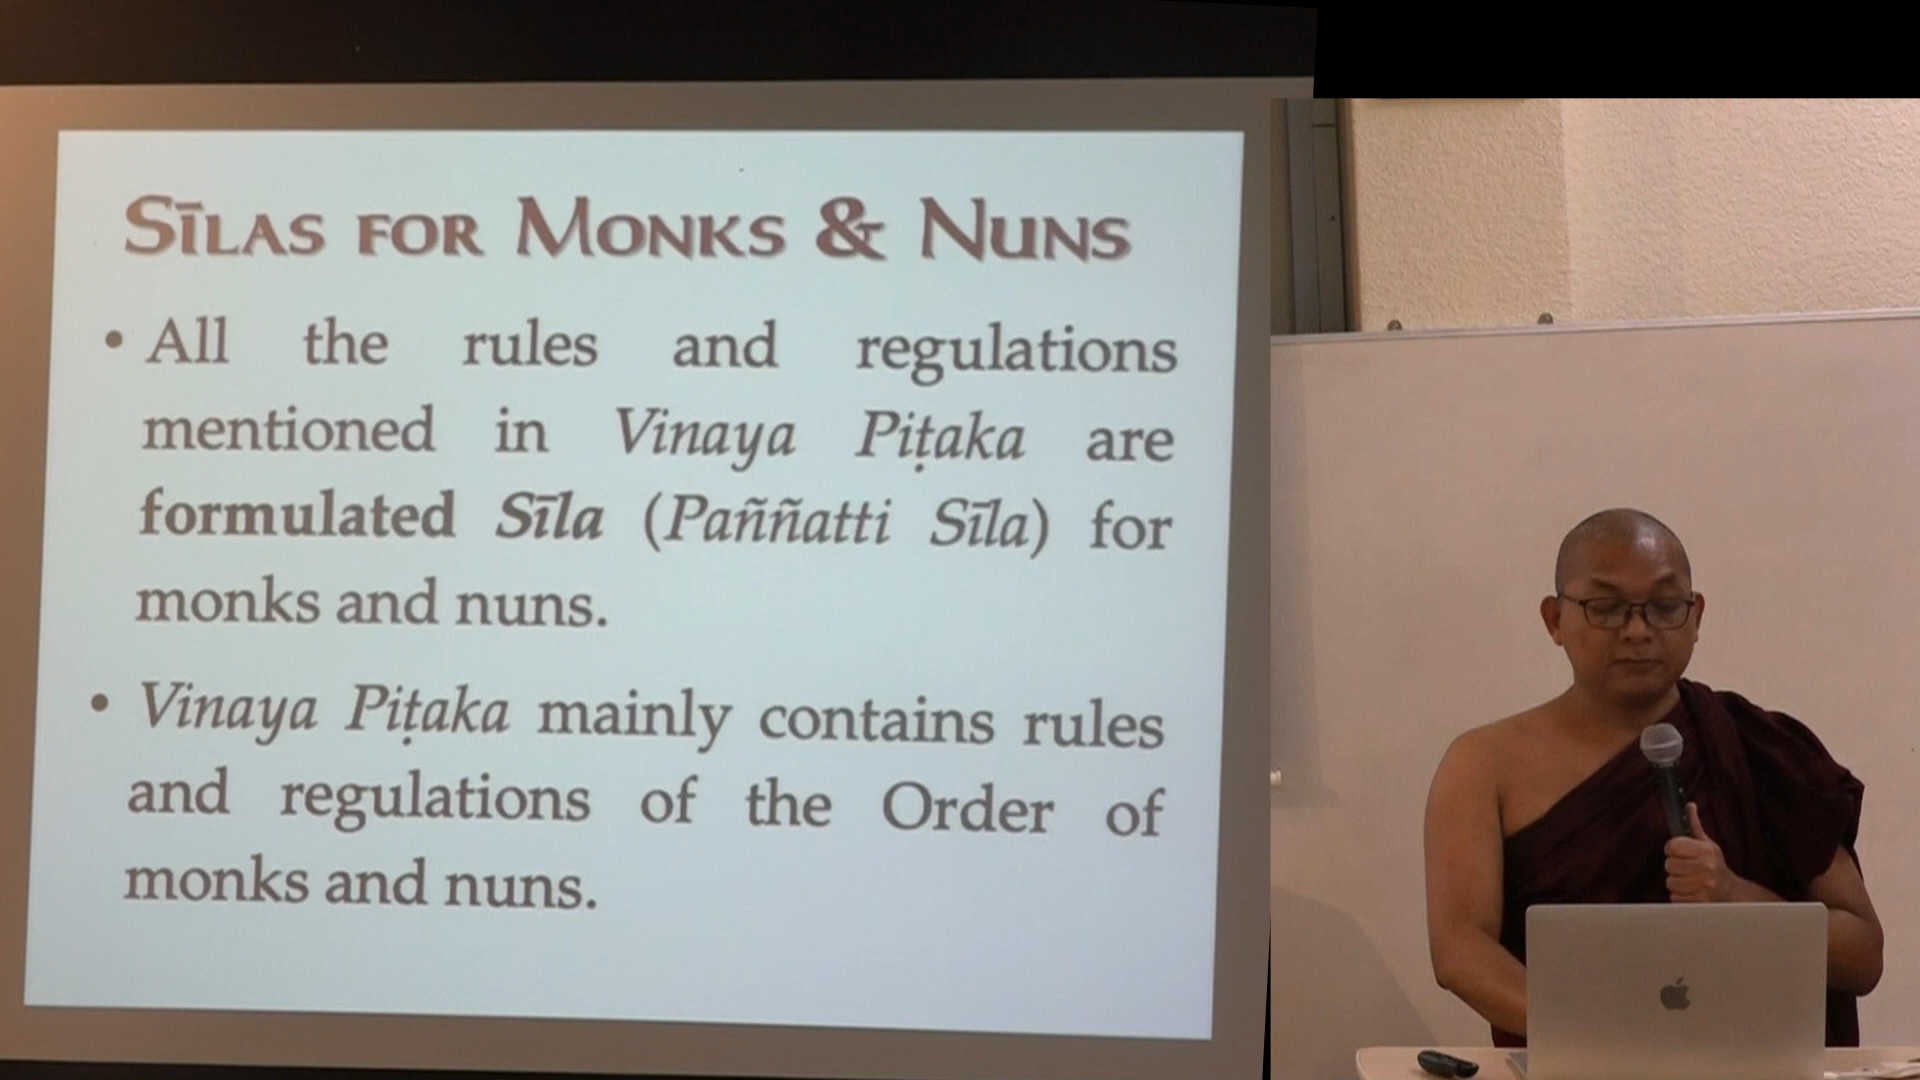 SĪLAS FOR MONKS & NUNS
• All the rules and regulations
mentioned in Vinaya Piṭaka are
formulated Sīla (Paññatti Sīla) for
monks and nuns.
• Vinaya Piṭaka mainly contains rules
and regulations of the Order of
monks and nuns.